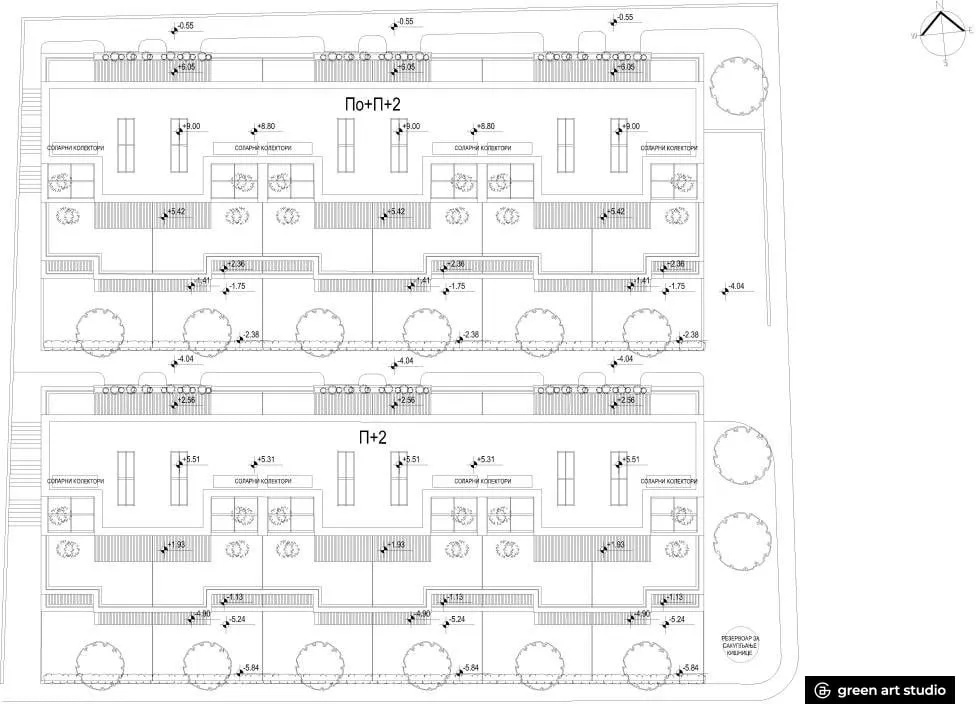 N
W E
S
-0.55 -0.55 -0.55
+6.05 +6.05 +6.05
По+П+2
+9.00 +8.80 +9.00 +8.80 +9.00
СОЛАРНИ КОЛЕКТОРИ СОЛАРНИ КОЛЕКТОРИ СОЛАРНИ КОЛЕКТОРИ СОЛАРНИ КОЛЕКТОРИ
+5.42 +5.42 +5.42
+2.36 +2.36 +2.36
-1.41 -1.41 -1.41
-1.75 -1.75 -1.75 -4.04
-2.38 -2.38 -2.38
-4.04 -4.04 -4.04
+2.56 +2.56 +2.56
П+2
+5.51 +5.31 +5.51 +5.31 +5.51
СОЛАРНИ КОЛЕКТОРИ СОЛАРНИ КОЛЕКТОРИ СОЛАРНИ КОЛЕКТОРИ СОЛАРНИ КОЛЕКТОРИ
+1.93 +1.93 +1.93
-1.13 -1.13 -1.13
-4.90 -4.90 -4.90
-5.24 -5.24 -5.24
РЕЗЕРВОАР ЗА
САКУПЉАЊЕ
КИШНИЦЕ
-5.84 -5.84 -5.84
green art studio